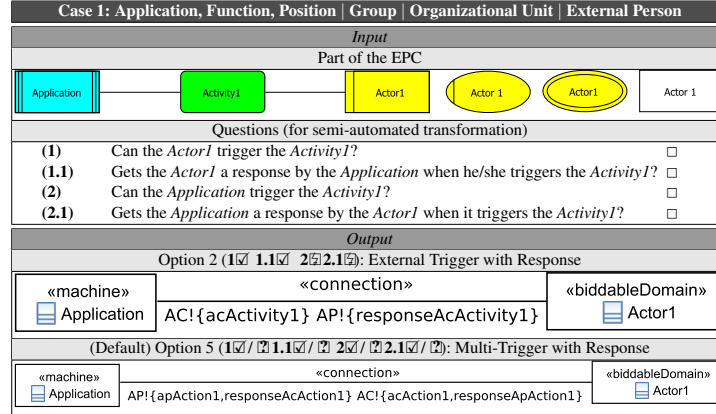 Case 1: Application, Function, Position | Group | Organizational Unit | External Person
Input
Part of the EPC
Application Activity1 Actor1 Actor 1 Actor1 Actor 1
Questions (for semi-automated transformation)
(1) Can the Actor1 trigger the Activity1? ☐
(1.1) Gets the Actor1 a response by the Application when he/she triggers the Activity1? ☐
(2) Can the Application trigger the Activity1? ☐
(2.1) Gets the Application a response by the Actor1 when it triggers the Activity1? ☐
Output
Option 2 (1☑ 1.1☑ 2 2.1): External Trigger with Response
«machine» «connection» «biddableDomain»
Application AC!{acActivity1} AP!{responseAcActivity1} Actor1
(Default) Option 5 (1☑/ ? 1.1☑/ ? 2☑/ ? 2.1☑/ ?): Multi-Trigger with Response
«machine» «connection» «biddableDomain»
Application AP!{apAction1,responseAcAction1} AC!{acAction1,responseApAction1} Actor1